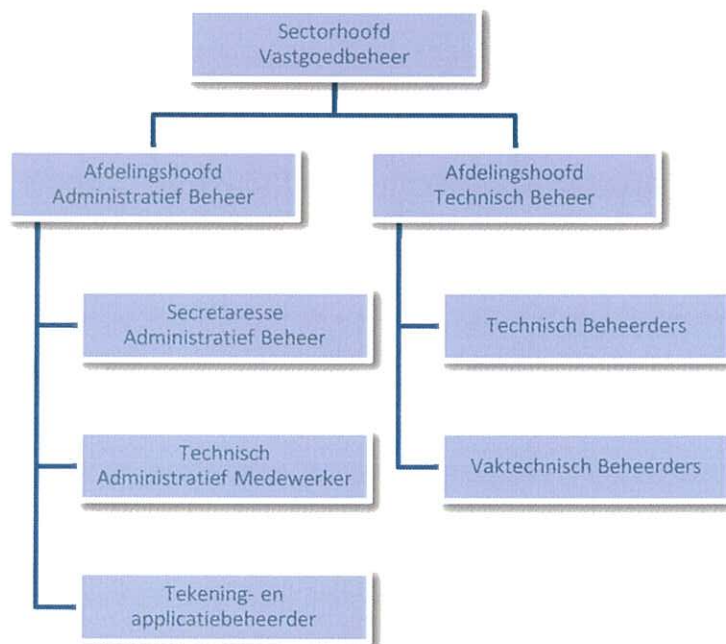 Sectorhoofd
Vastgoedbeheer
Afdelingshoofd
Administratief Beheer
Afdelingshoofd
Technisch Beheer
Secretaresse
Administratief Beheer
Technisch Beheerders
Technisch
Administratief Medewerker
Vaktechnisch Beheerders
Tekening- en
applicatiebeheerder